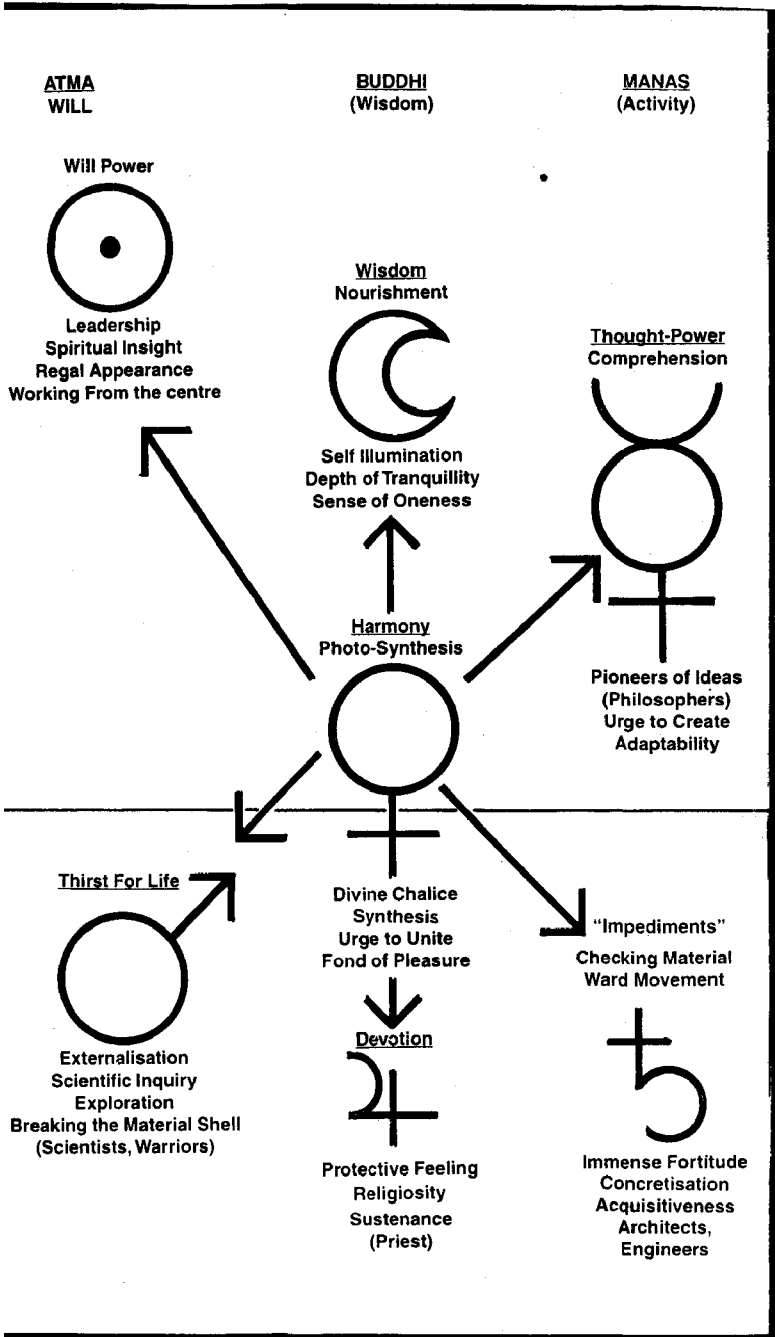 ATMA
WILL
BUDDHI
(Wisdom)
MANAS
(Activity)
Will Power
Leadership
Spiritual Insight
Regal Appearance
Working From the centre
Wisdom
Nourishment
Self Illumination
Depth of Tranquillity
Sense of Oneness
Thought-Power
Comprehension
Pioneers of Ideas
(Philosophers)
Urge to Create
Adaptability
Harmony
Photo-Synthesis
Divine Chalice
Synthesis
Urge to Unite
Fond of Pleasure
Thirst For Life
Externalisation
Scientific Inquiry
Exploration
Breaking the Material Shell
(Scientists, Warriors)
Devotion
Protective Feeling
Religiosity
Sustenance
(Priest)
“Impediments”
Checking Material
Ward Movement
Immense Fortitude
Concretisation
Acquisitiveness
Architects,
Engineers